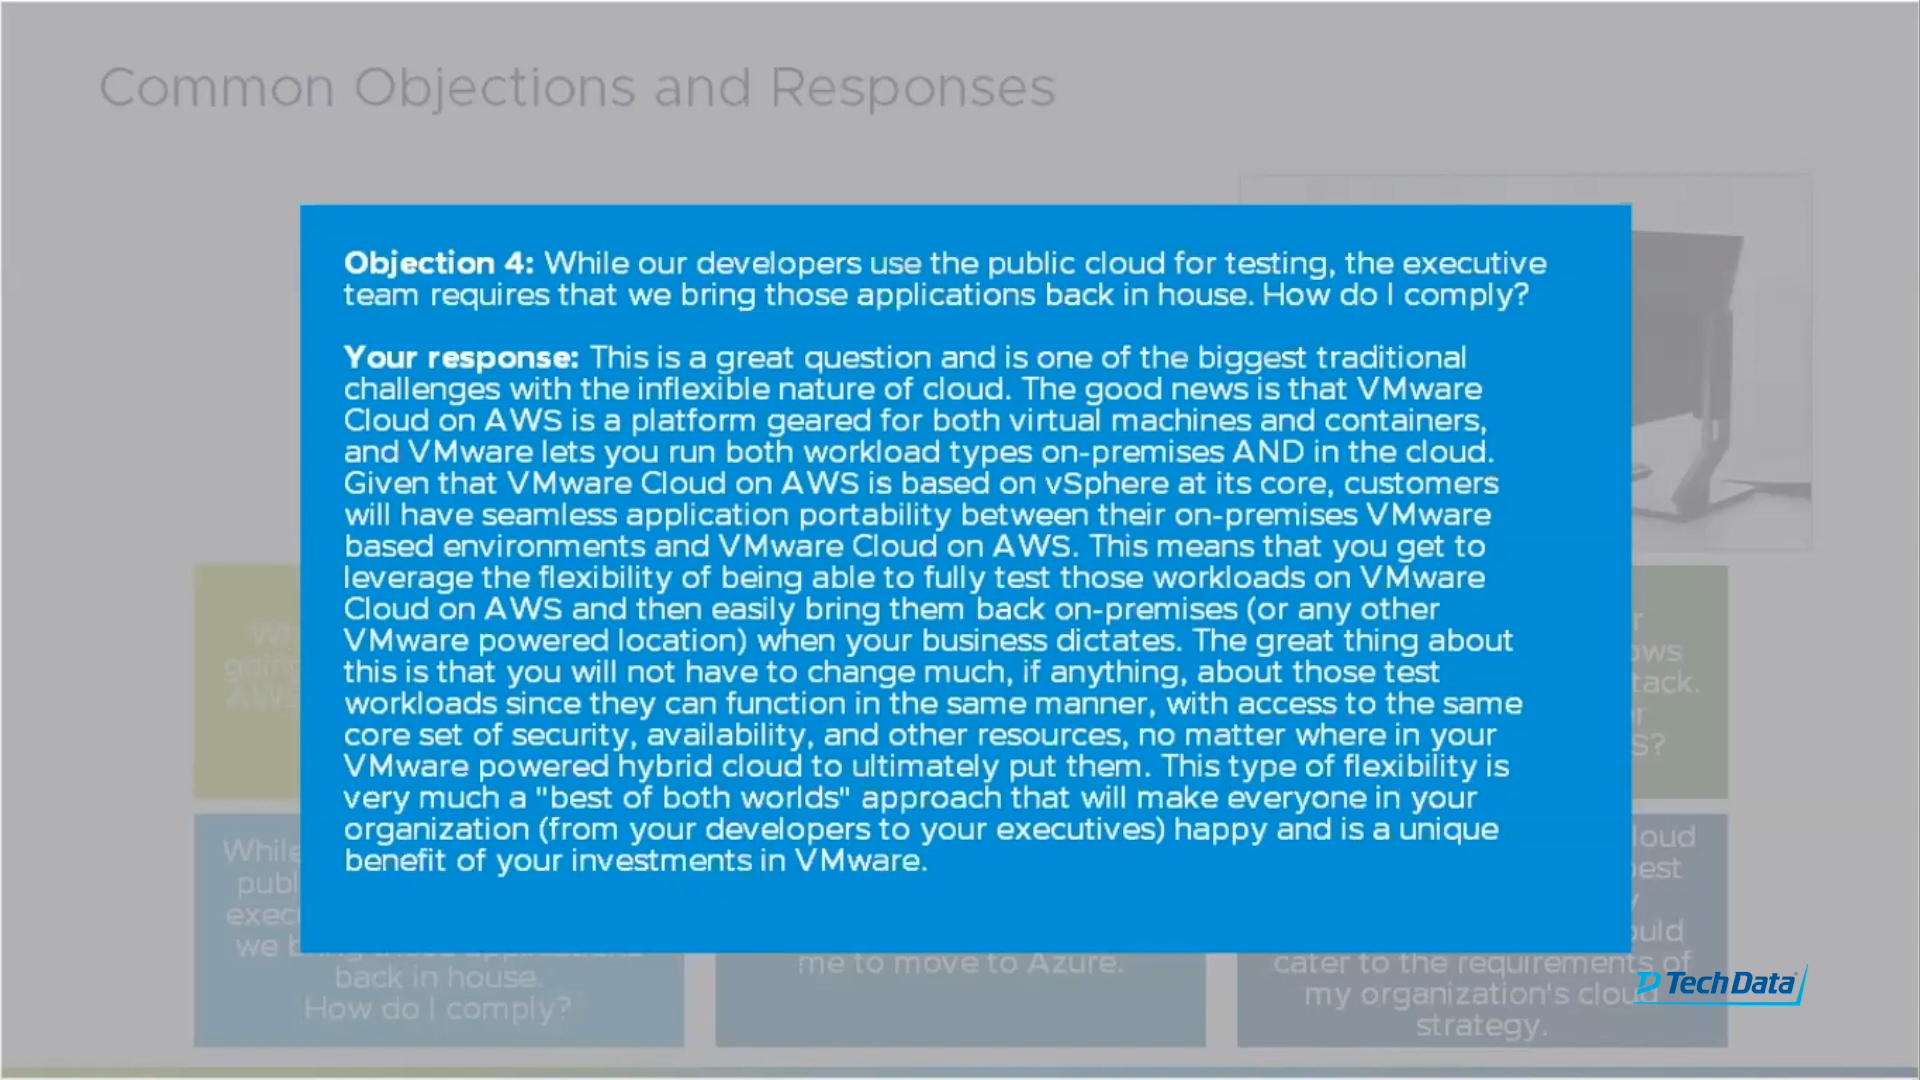 Common Objections and Responses
Objection 4: While our developers use the public cloud for testing, the executive
team requires that we bring those applications back in house. How do I comply?
Your response: This is a great question and is one of the biggest traditional
challenges with the inflexible nature of cloud. The good news is that VMware
Cloud on AWS is a platform geared for both virtual machines and containers,
and VMware lets you run both workload types on-premises AND in the cloud.
Given that VMware Cloud on AWS is based on vSphere at its core, customers
will have seamless application portability between their on-premises VMware
based environments and VMware Cloud on AWS. This means that you get to
leverage the flexibility of being able to fully test those workloads on VMware
Cloud on AWS and then easily bring them back on-premises (or any other
VMware powered location) when your business dictates. The great thing about
this is that you will not have to change much, if anything, about those test
workloads since they can function in the same manner, with access to the same
core set of security, availability, and other resources, no matter where in your
VMware powered hybrid cloud to ultimately put them. This type of flexibility is
very much a "best of both worlds" approach that will make everyone in your
organization (from your developers to your executives) happy and is a unique
benefit of your investments in VMware.
While
we
back in house.
How do I comply?
me to move to Azure.
cater to the requirements of
my organization's cloud
strategy.
TechData